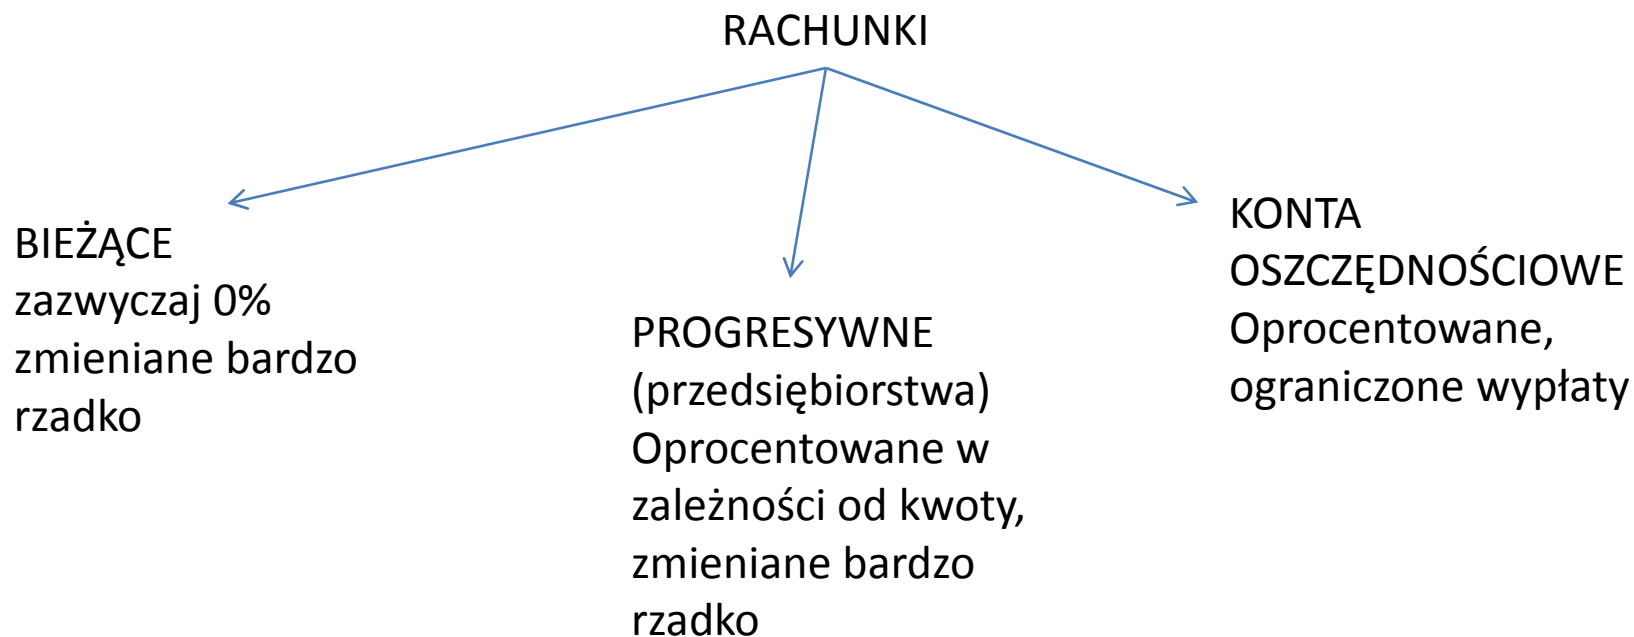 RACHUNKI
BIEŻĄCE
zazwyczaj 0%
zmieniane bardzo
rzadko
PROGRESYWNE
(przedsiębiorstwa)
Oprocentowane w
zależności od kwoty,
zmieniane bardzo
rzadko
KONTA
OSZCZĘDNOŚCIOWE
Oprocentowane,
ograniczone wypłaty